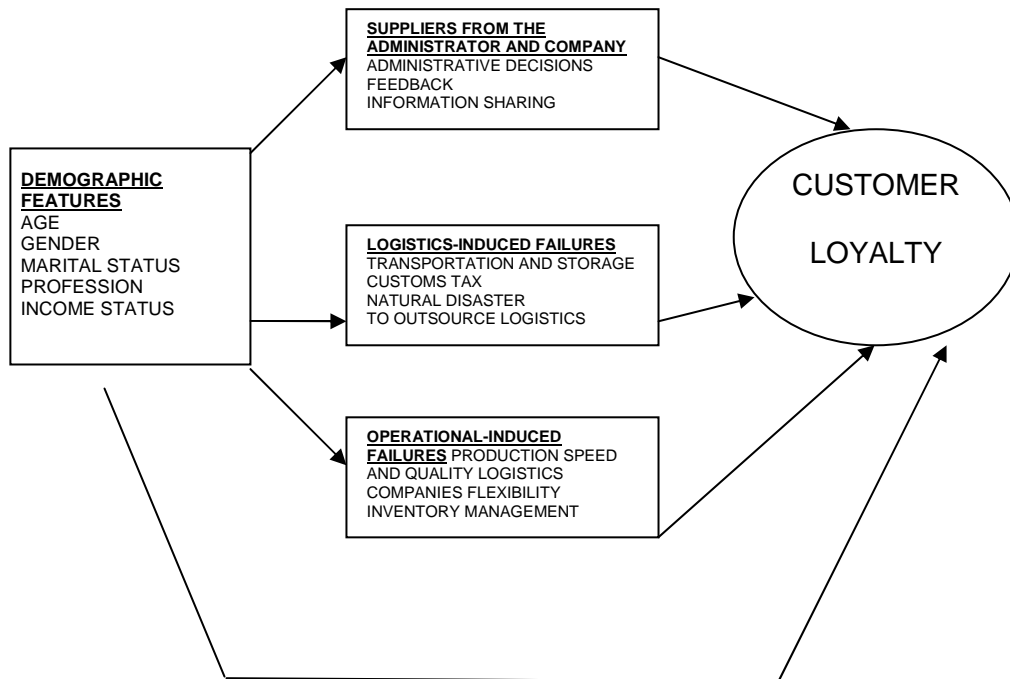 SUPPLIERS FROM THE
ADMINISTRATOR AND COMPANY
ADMINISTRATIVE DECISIONS
FEEDBACK
INFORMATION SHARING
DEMOGRAPHIC
FEATURES
AGE
GENDER
MARITAL STATUS
PROFESSION
INCOME STATUS
LOGISTICS-INDUCED FAILURES
TRANSPORTATION AND STORAGE
CUSTOMS TAX
NATURAL DISASTER
TO OUTSOURCE LOGISTICS
OPERATIONAL-INDUCED
FAILURES PRODUCTION SPEED
AND QUALITY LOGISTICS
COMPANIES FLEXIBILITY
INVENTORY MANAGEMENT
CUSTOMER
LOYALTY